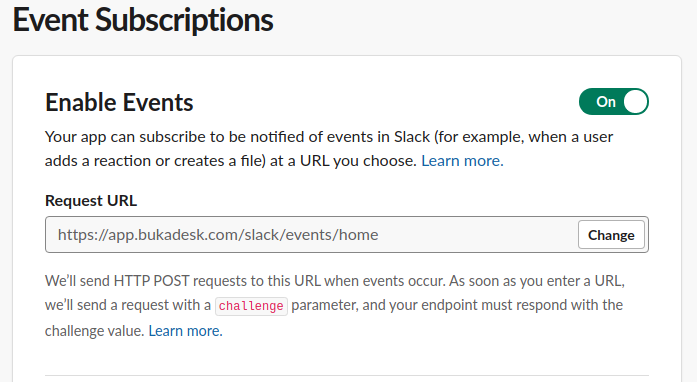 Event Subscriptions
Enable Events
On
Your app can subscribe to be notified of events in Slack (for example, when a user
adds a reaction or creates a file) at a URL you choose. Learn more.
Request URL
https://app.bukadesk.com/slack/events/home
Change
We’ll send HTTP POST requests to this URL when events occur. As soon as you enter a URL,
we’ll send a request with a challenge parameter, and your endpoint must respond with the
challenge value. Learn more.